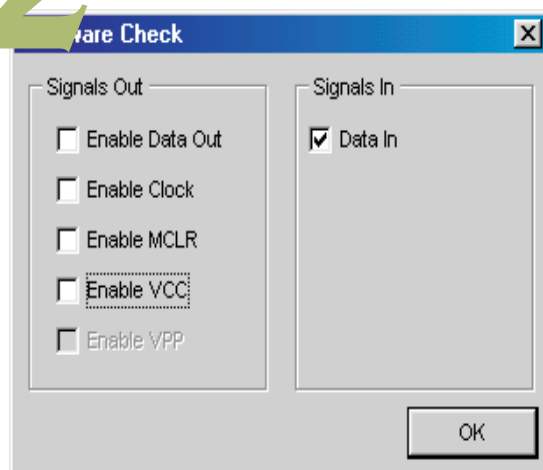 ware Check
Signals Out
Enable Data Out
Enable Clock
Enable MCLR
Enable VCC
Enable VPP
Signals In
Data In
OK